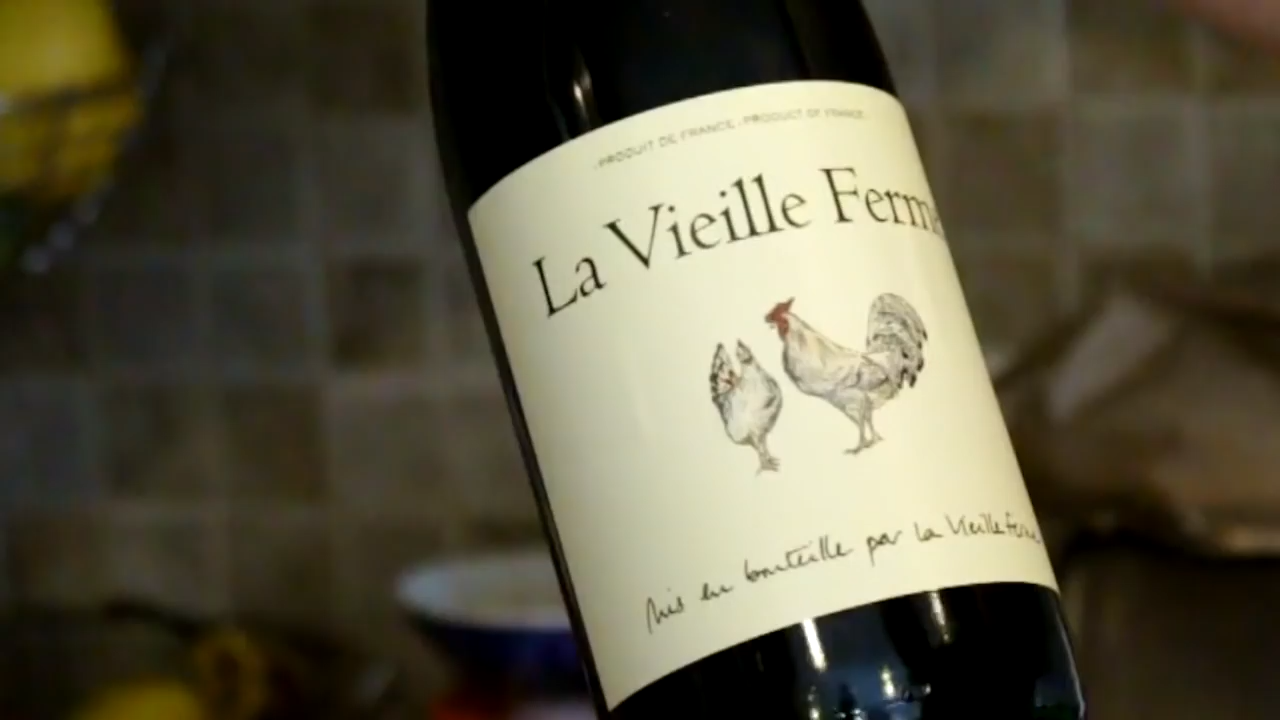 · PRODUIT DE FRANCE · PRODUCT OF FRANCE ·
La Vieille Ferme
Mis en bouteille par la Vieille ferme